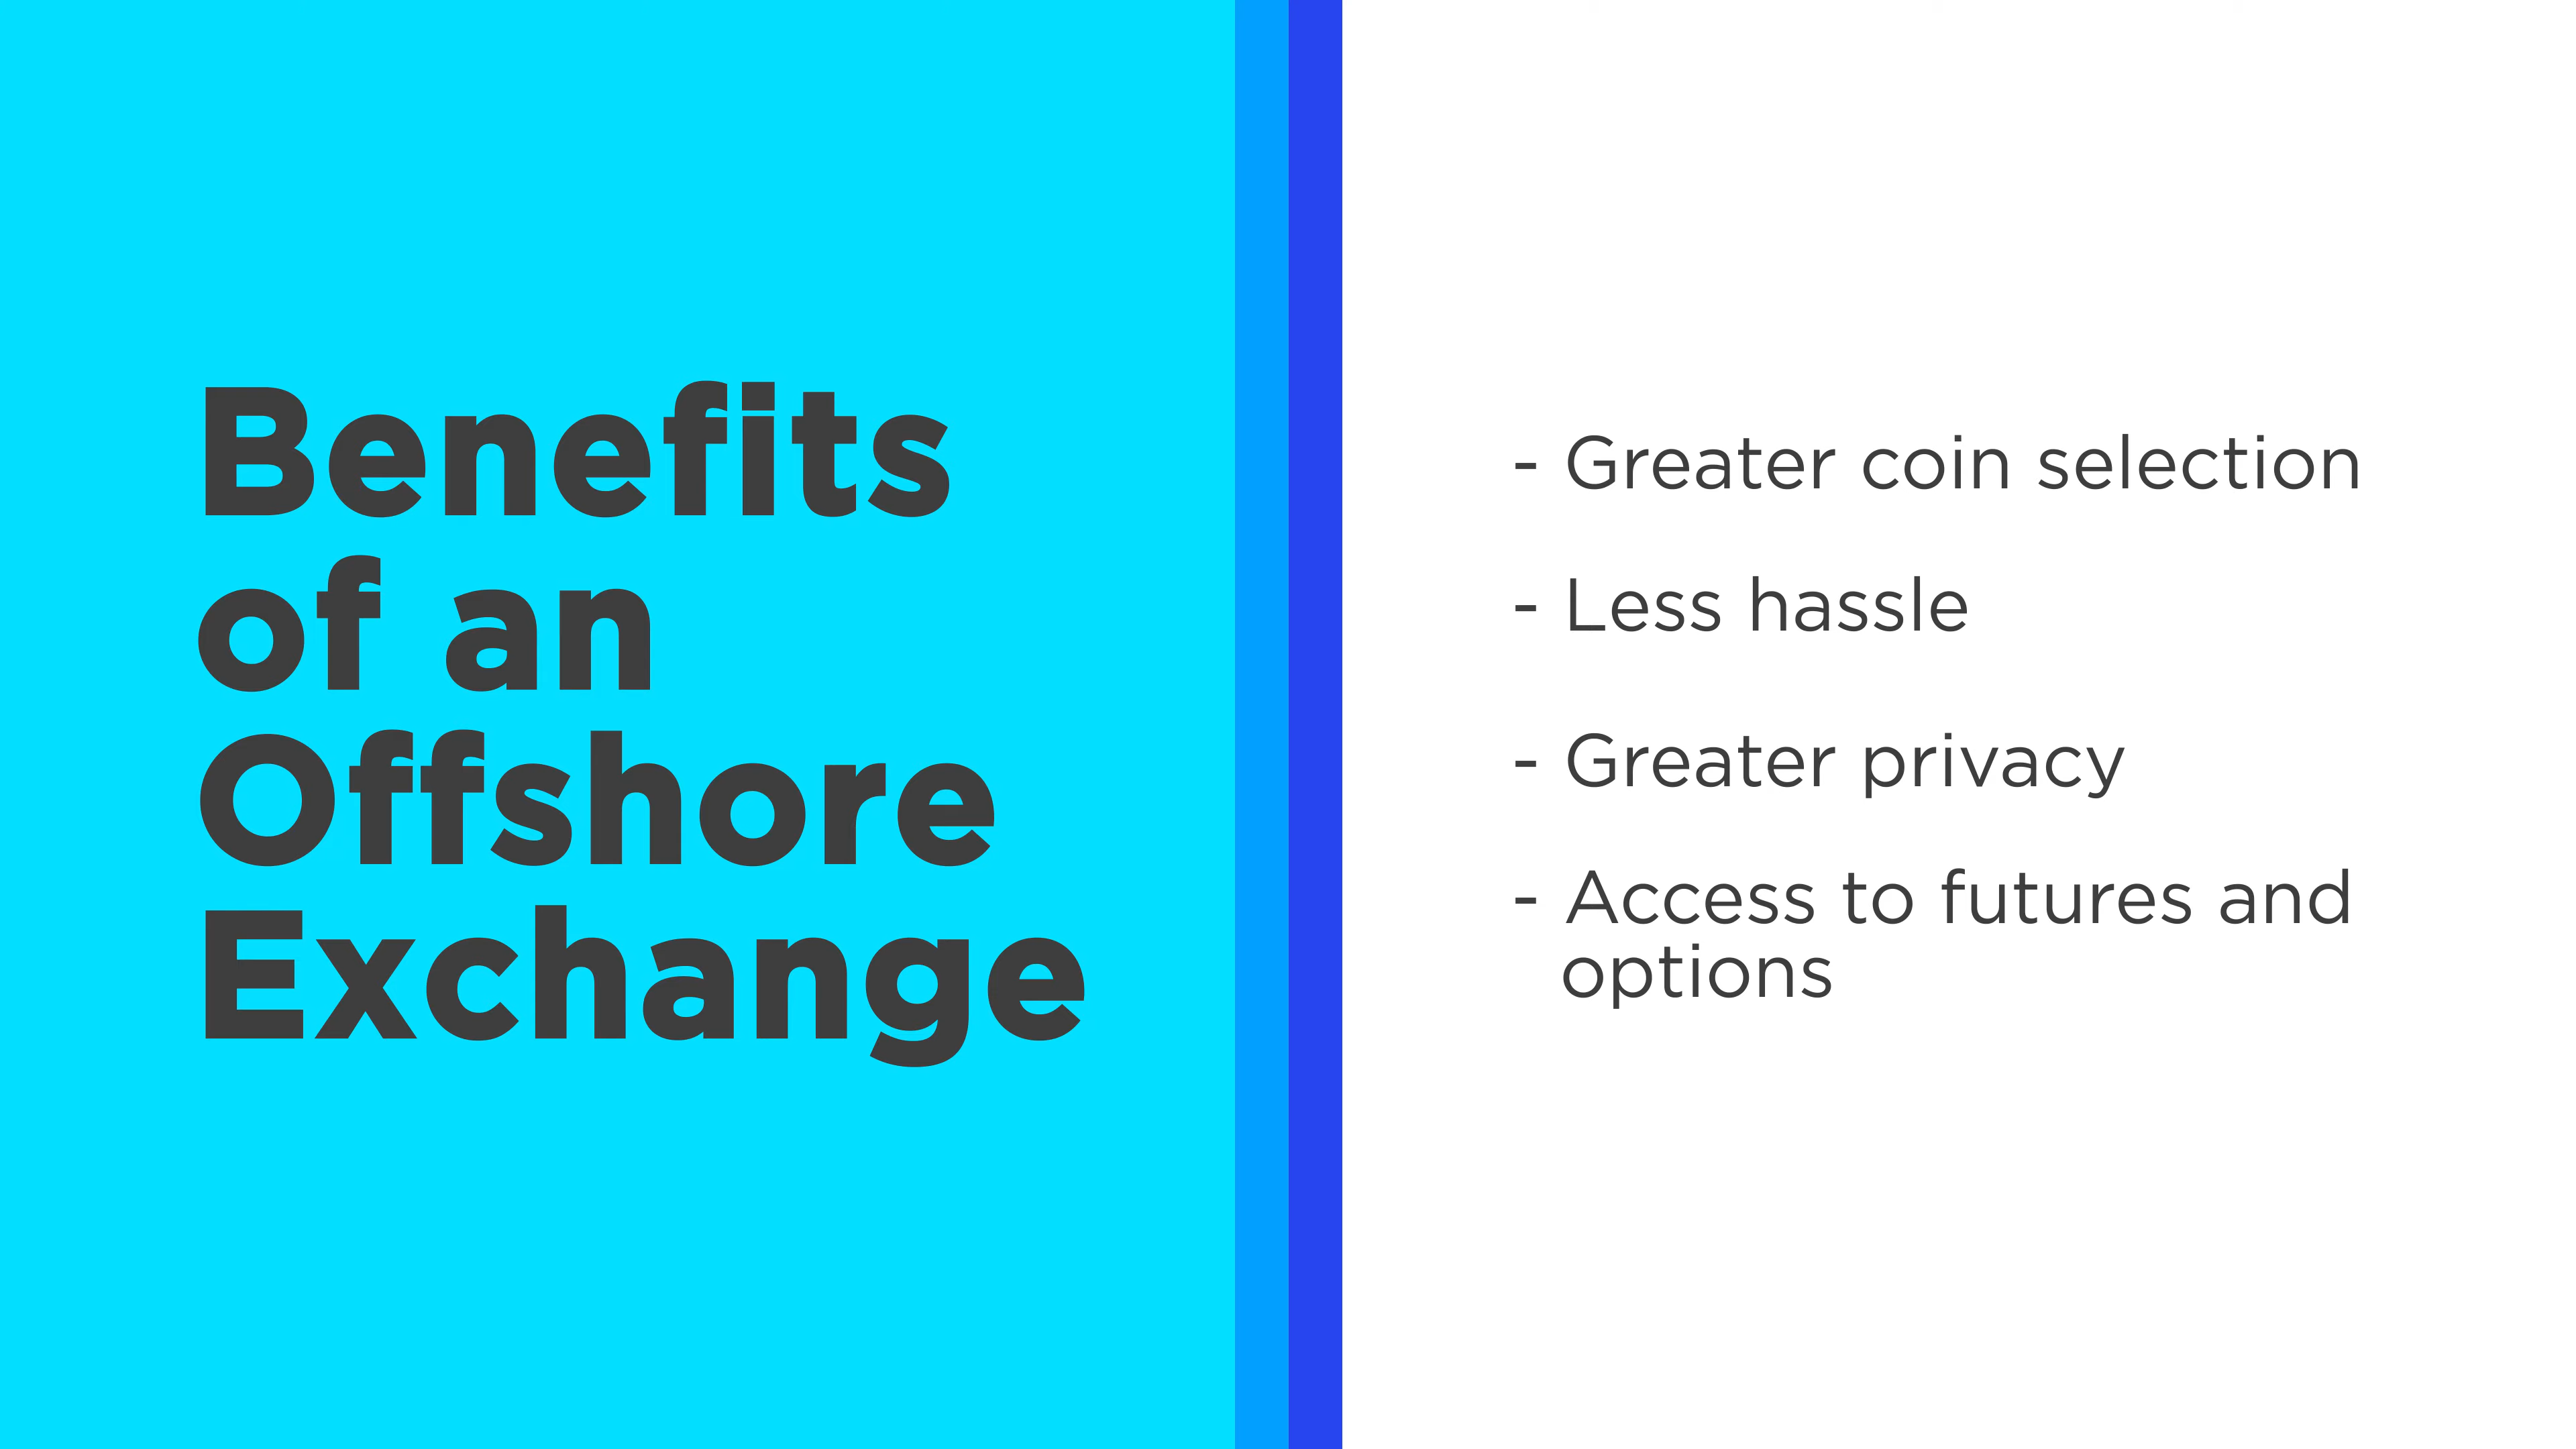 Benefits
of an
Offshore
Exchange
- Greater coin selection
- Less hassle
- Greater privacy
- Access to futures and
options